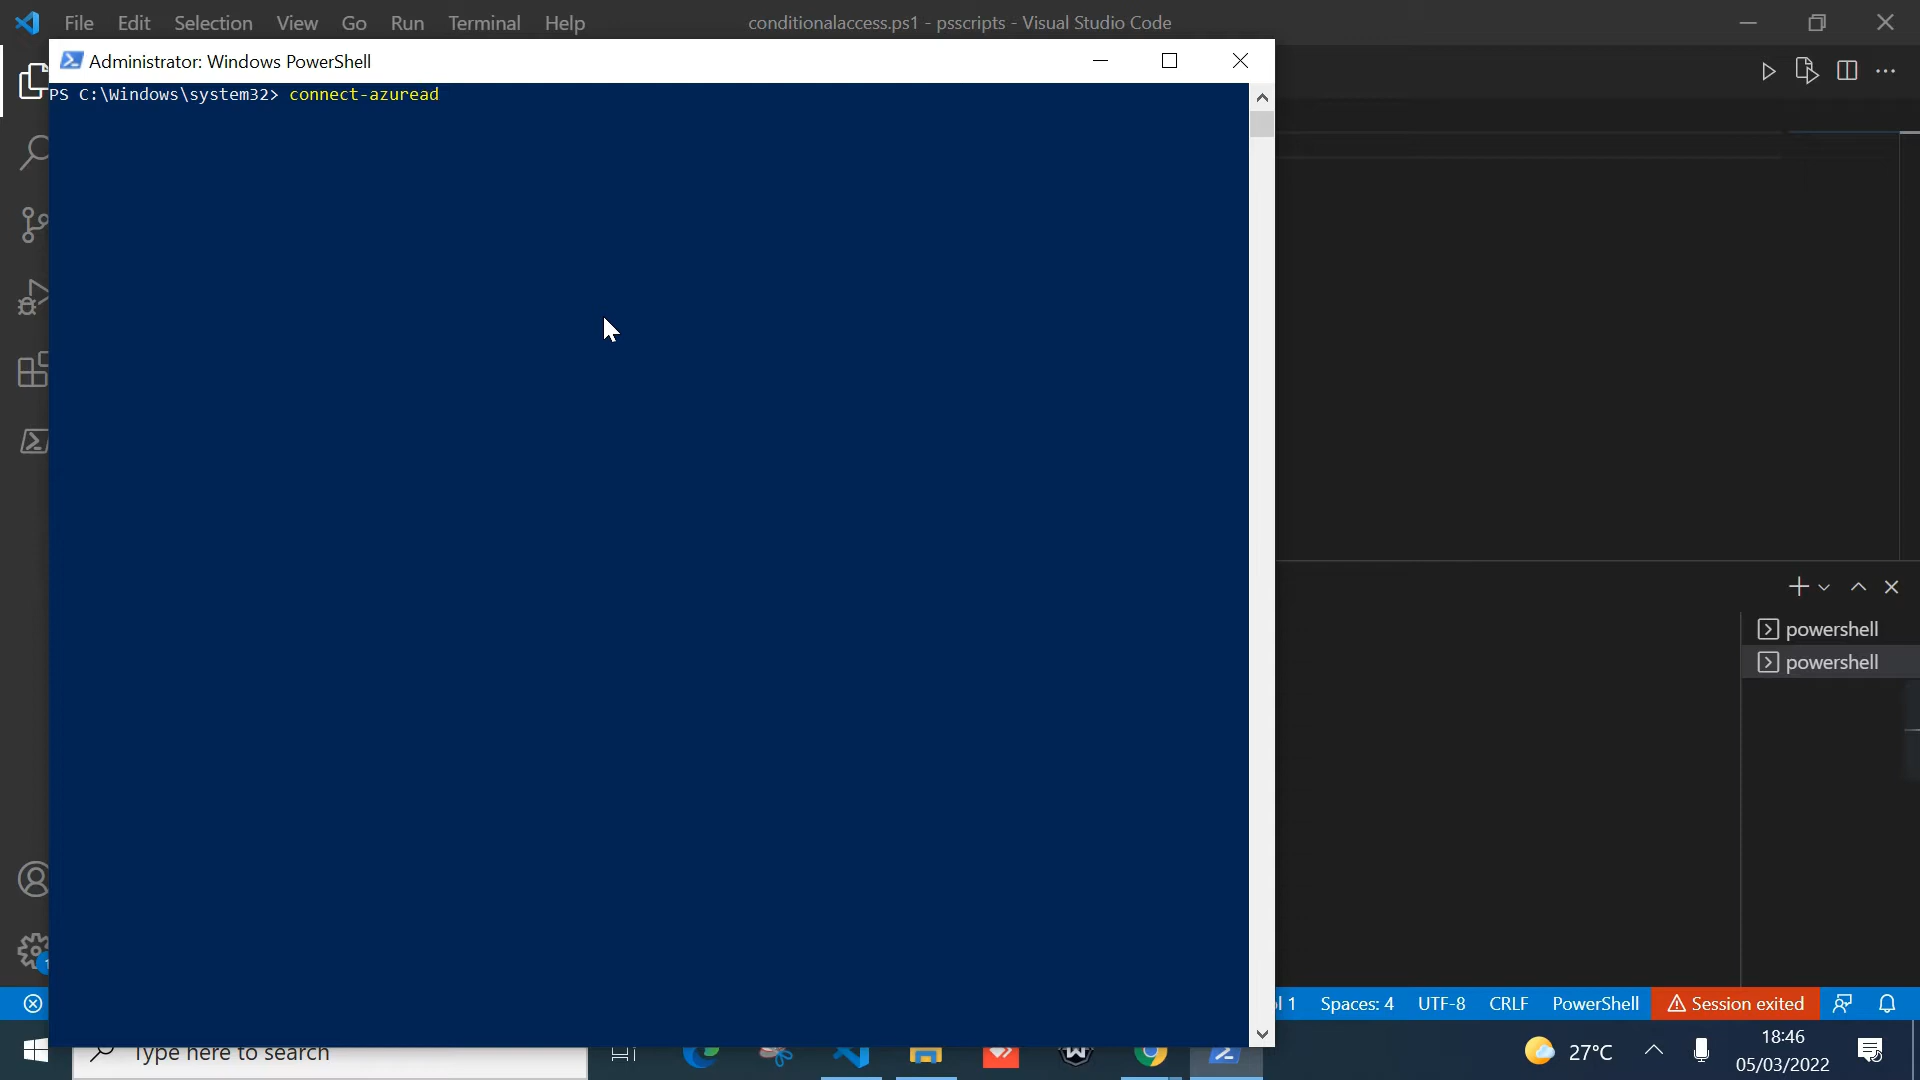 File Edit Selection View Go Run Terminal Help
conditionalaccess.ps1 - psscripts - Visual Studio Code
Administrator: Windows PowerShell
PS C:\Windows\system32> connect-azuread
powershell
powershell
l 1 Spaces: 4 UTF-8 CRLF PowerShell Session exited
Type here to search
27°C
18:46
05/03/2022